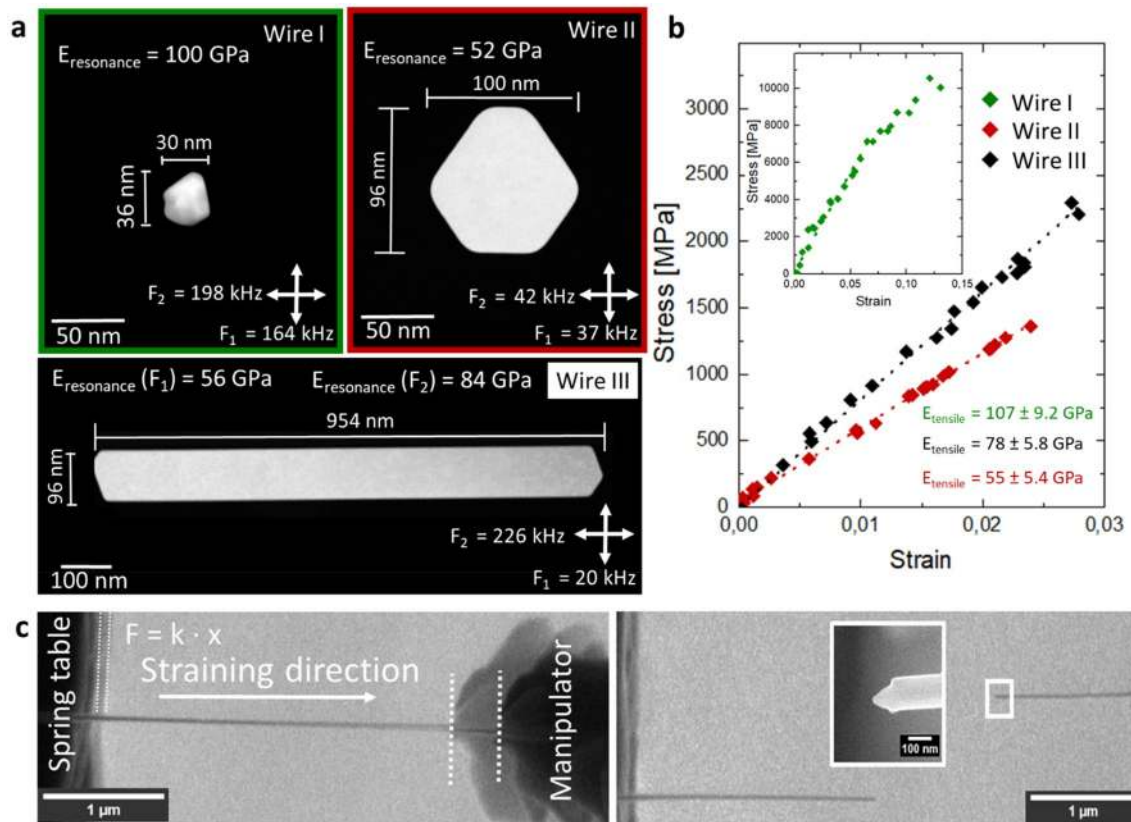 a
Wire I
E_resonance = 100 GPa
30 nm
36 nm
F₂ = 198 kHz
F₁ = 164 kHz
50 nm
Wire II
E_resonance = 52 GPa
100 nm
96 nm
F₂ = 42 kHz
F₁ = 37 kHz
50 nm
E_resonance (F₁) = 56 GPa
E_resonance (F₂) = 84 GPa
Wire III
954 nm
96 nm
F₂ = 226 kHz
F₁ = 20 kHz
100 nm
b
Stress [MPa]
3000
2500
2000
1500
1000
500
0
0,00
0,01
0,02
0,03
Strain
Stress [MPa]
10000
8000
6000
4000
2000
0
0,00
0,05
0,10
0,15
Strain
Wire I
Wire II
Wire III
E_tensile = 107 ± 9.2 GPa
E_tensile = 78 ± 5.8 GPa
E_tensile = 55 ± 5.4 GPa
c
Spring table
F = k · x
Straining direction
Manipulator
1 µm
100 nm
1 µm